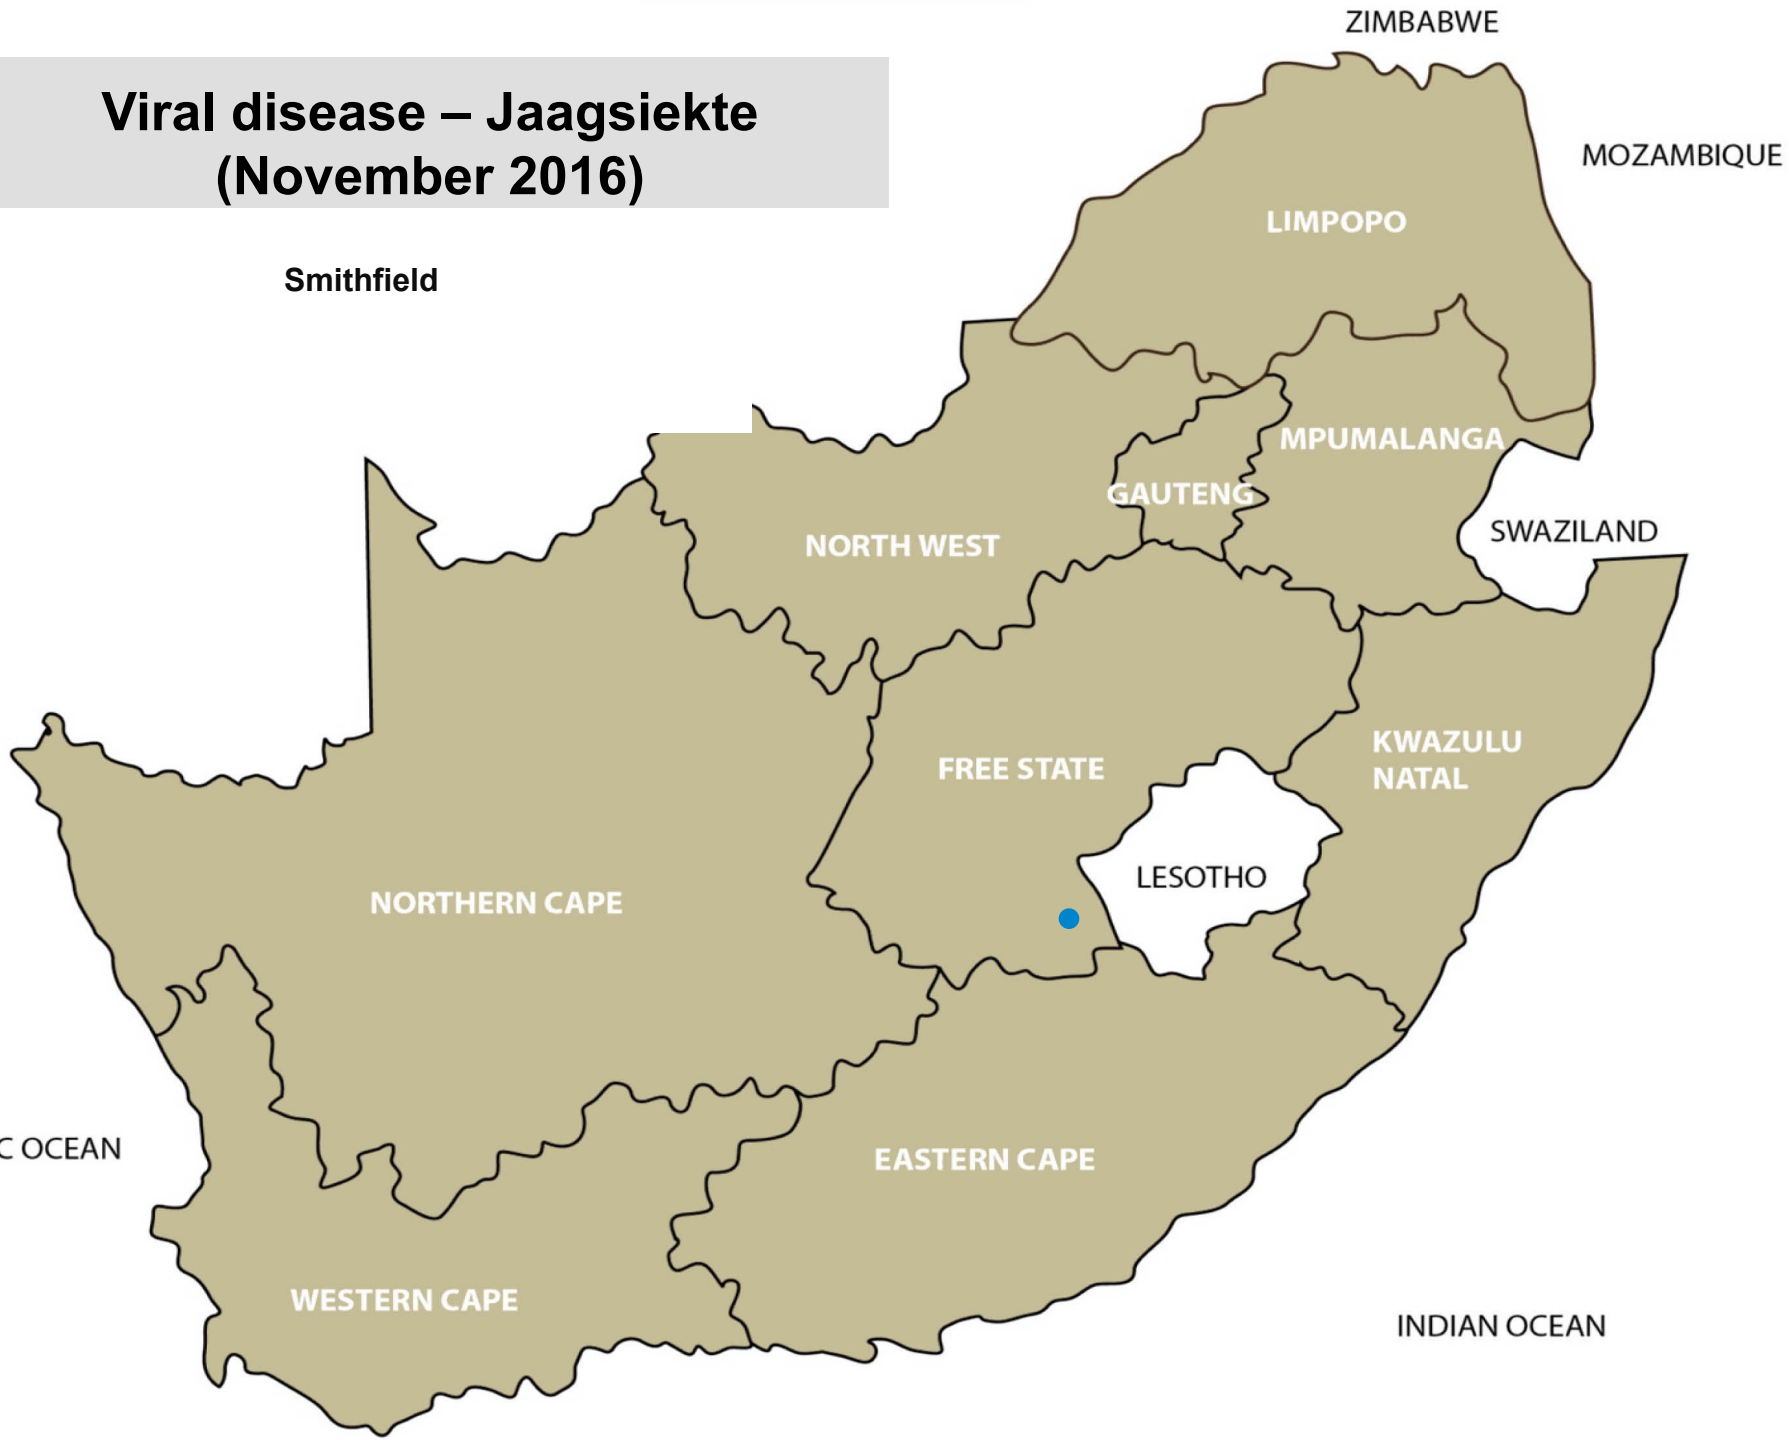 ZIMBABWE
Viral disease – Jaagsiekte
(November 2016)
MOZAMBIQUE
LIMPOPO
Smithfield
MPUMALANGA
GAUTENG
SWAZILAND
NORTH WEST
KWAZULU
NATAL
FREE STATE
LESOTHO
NORTHERN CAPE
C OCEAN
EASTERN CAPE
WESTERN CAPE
INDIAN OCEAN